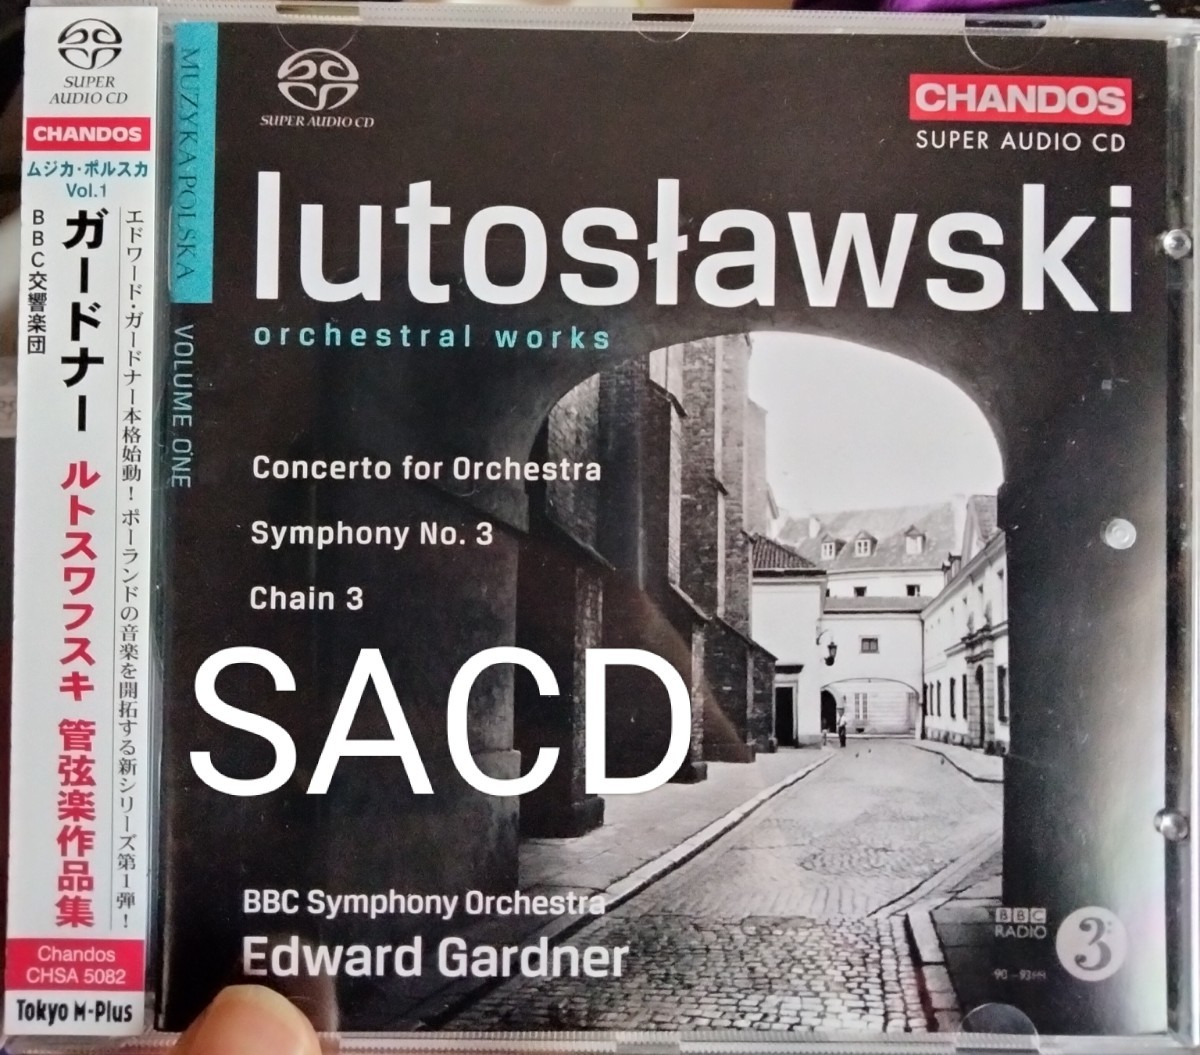 SUPER
AUDIO CD
CHANDOS
ムジカ・ポルスカ
Vol.1
エドワード・ガードナー本格始動！ポーランドの音楽を開拓する新シリーズ第1弾！
ガードナー ルトスワフスキ 管弦楽作品集
BBC交響楽団
Chandos
CHSA 5082
Tokyo M-Plus
MUZYKA POLSKA
VOLUME ONE
SUPER AUDIO CD
CHANDOS
SUPER AUDIO CD
lutosławski
orchestral works
Concerto for Orchestra
Symphony No. 3
Chain 3
SACD
BBC Symphony Orchestra
Edward Gardner
BBC
RADIO
3
90 – 93 FM